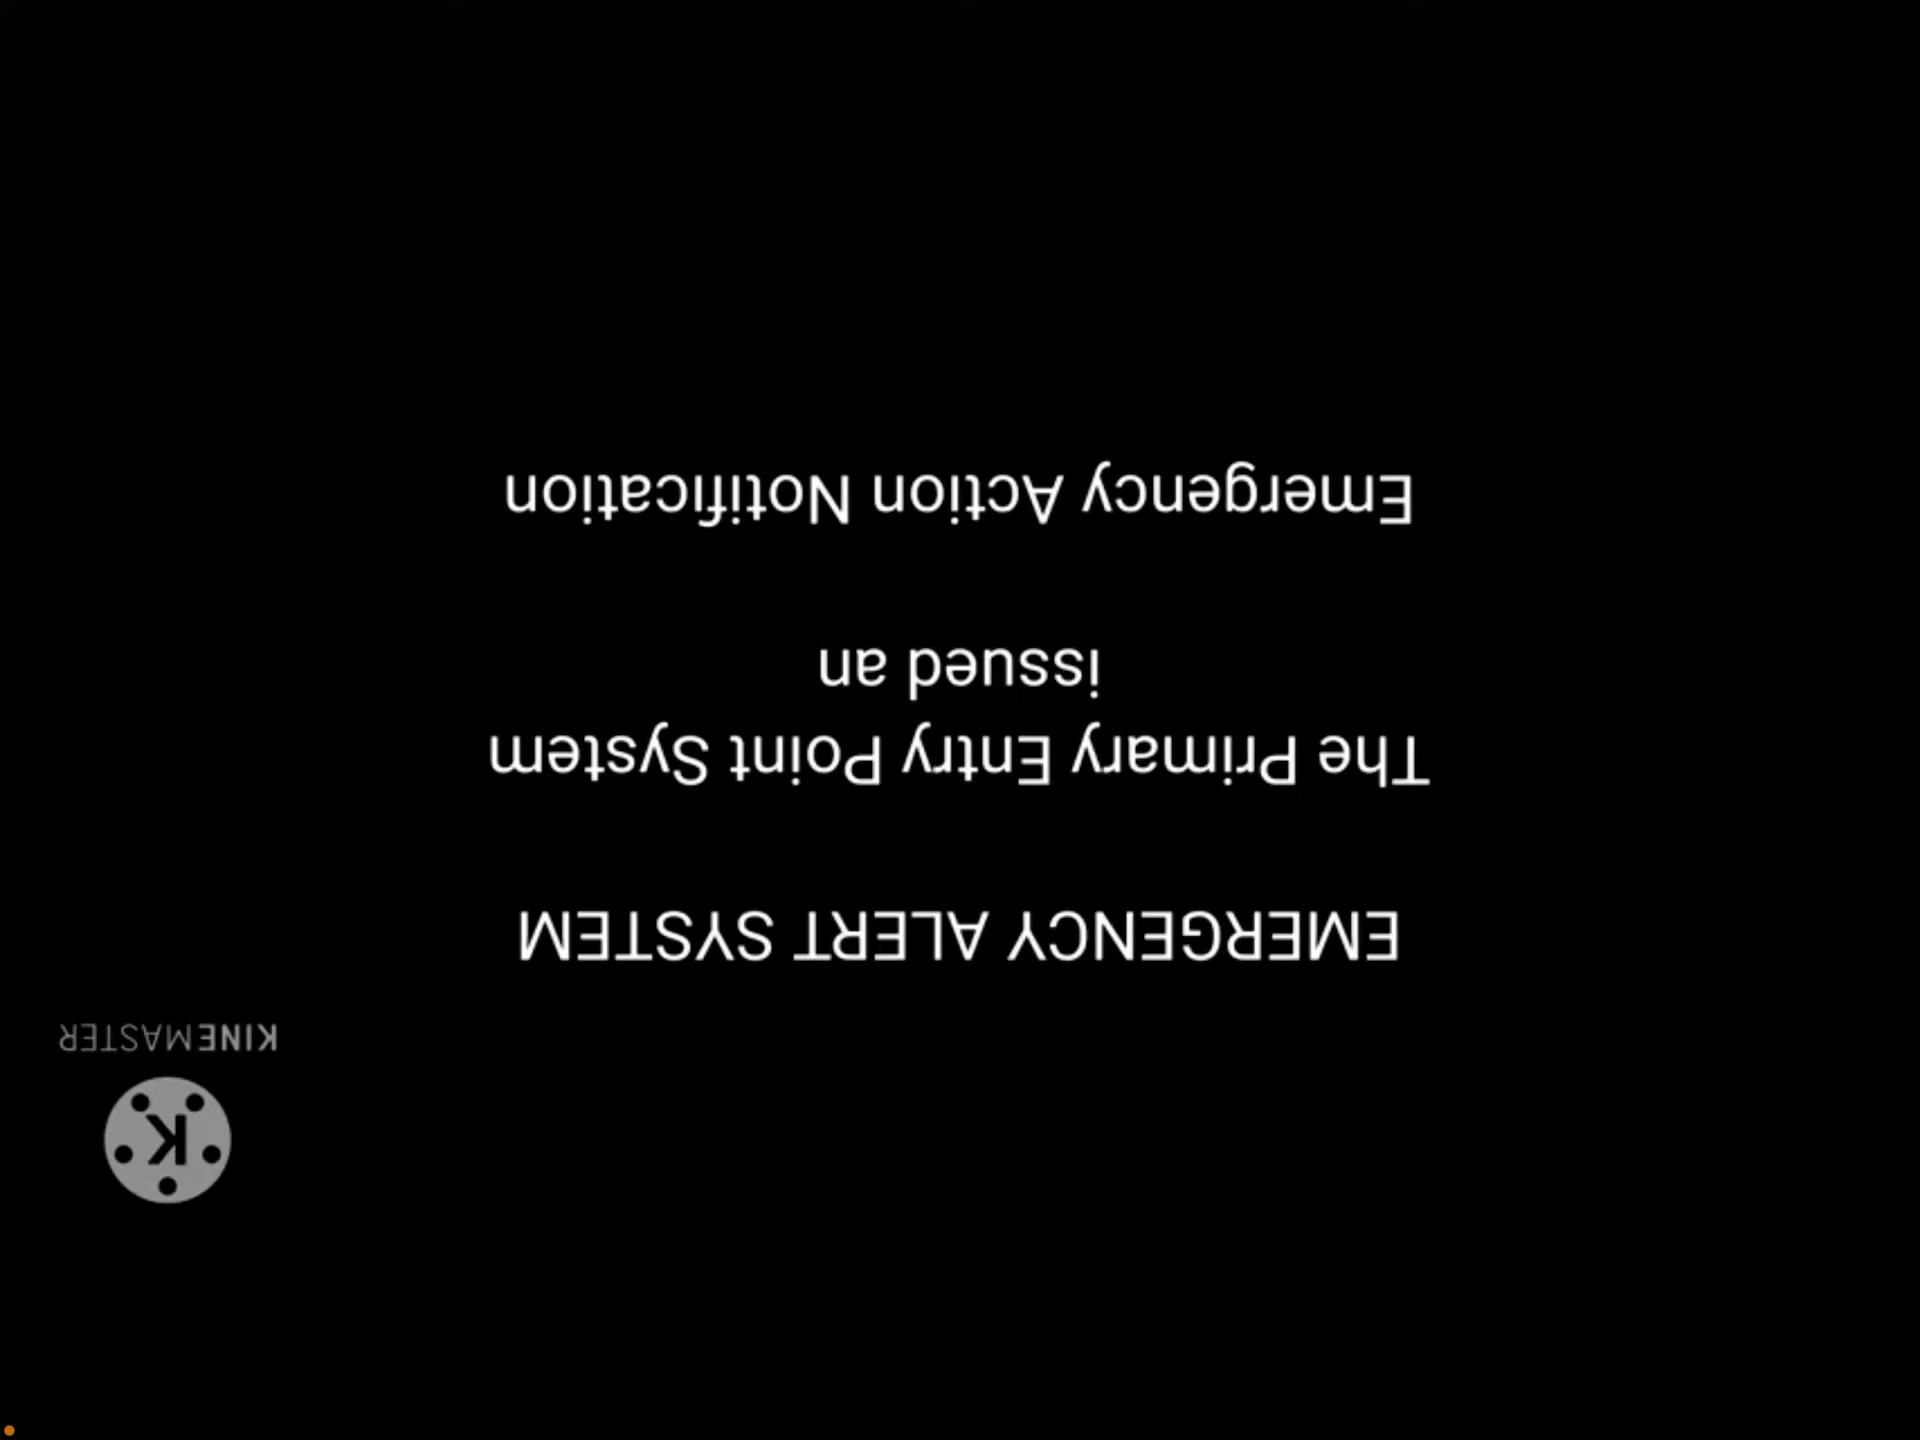 KINEMASTER
EMERGENCY ALERT SYSTEM
The Primary Entry Point System
issued an
Emergency Action Notification